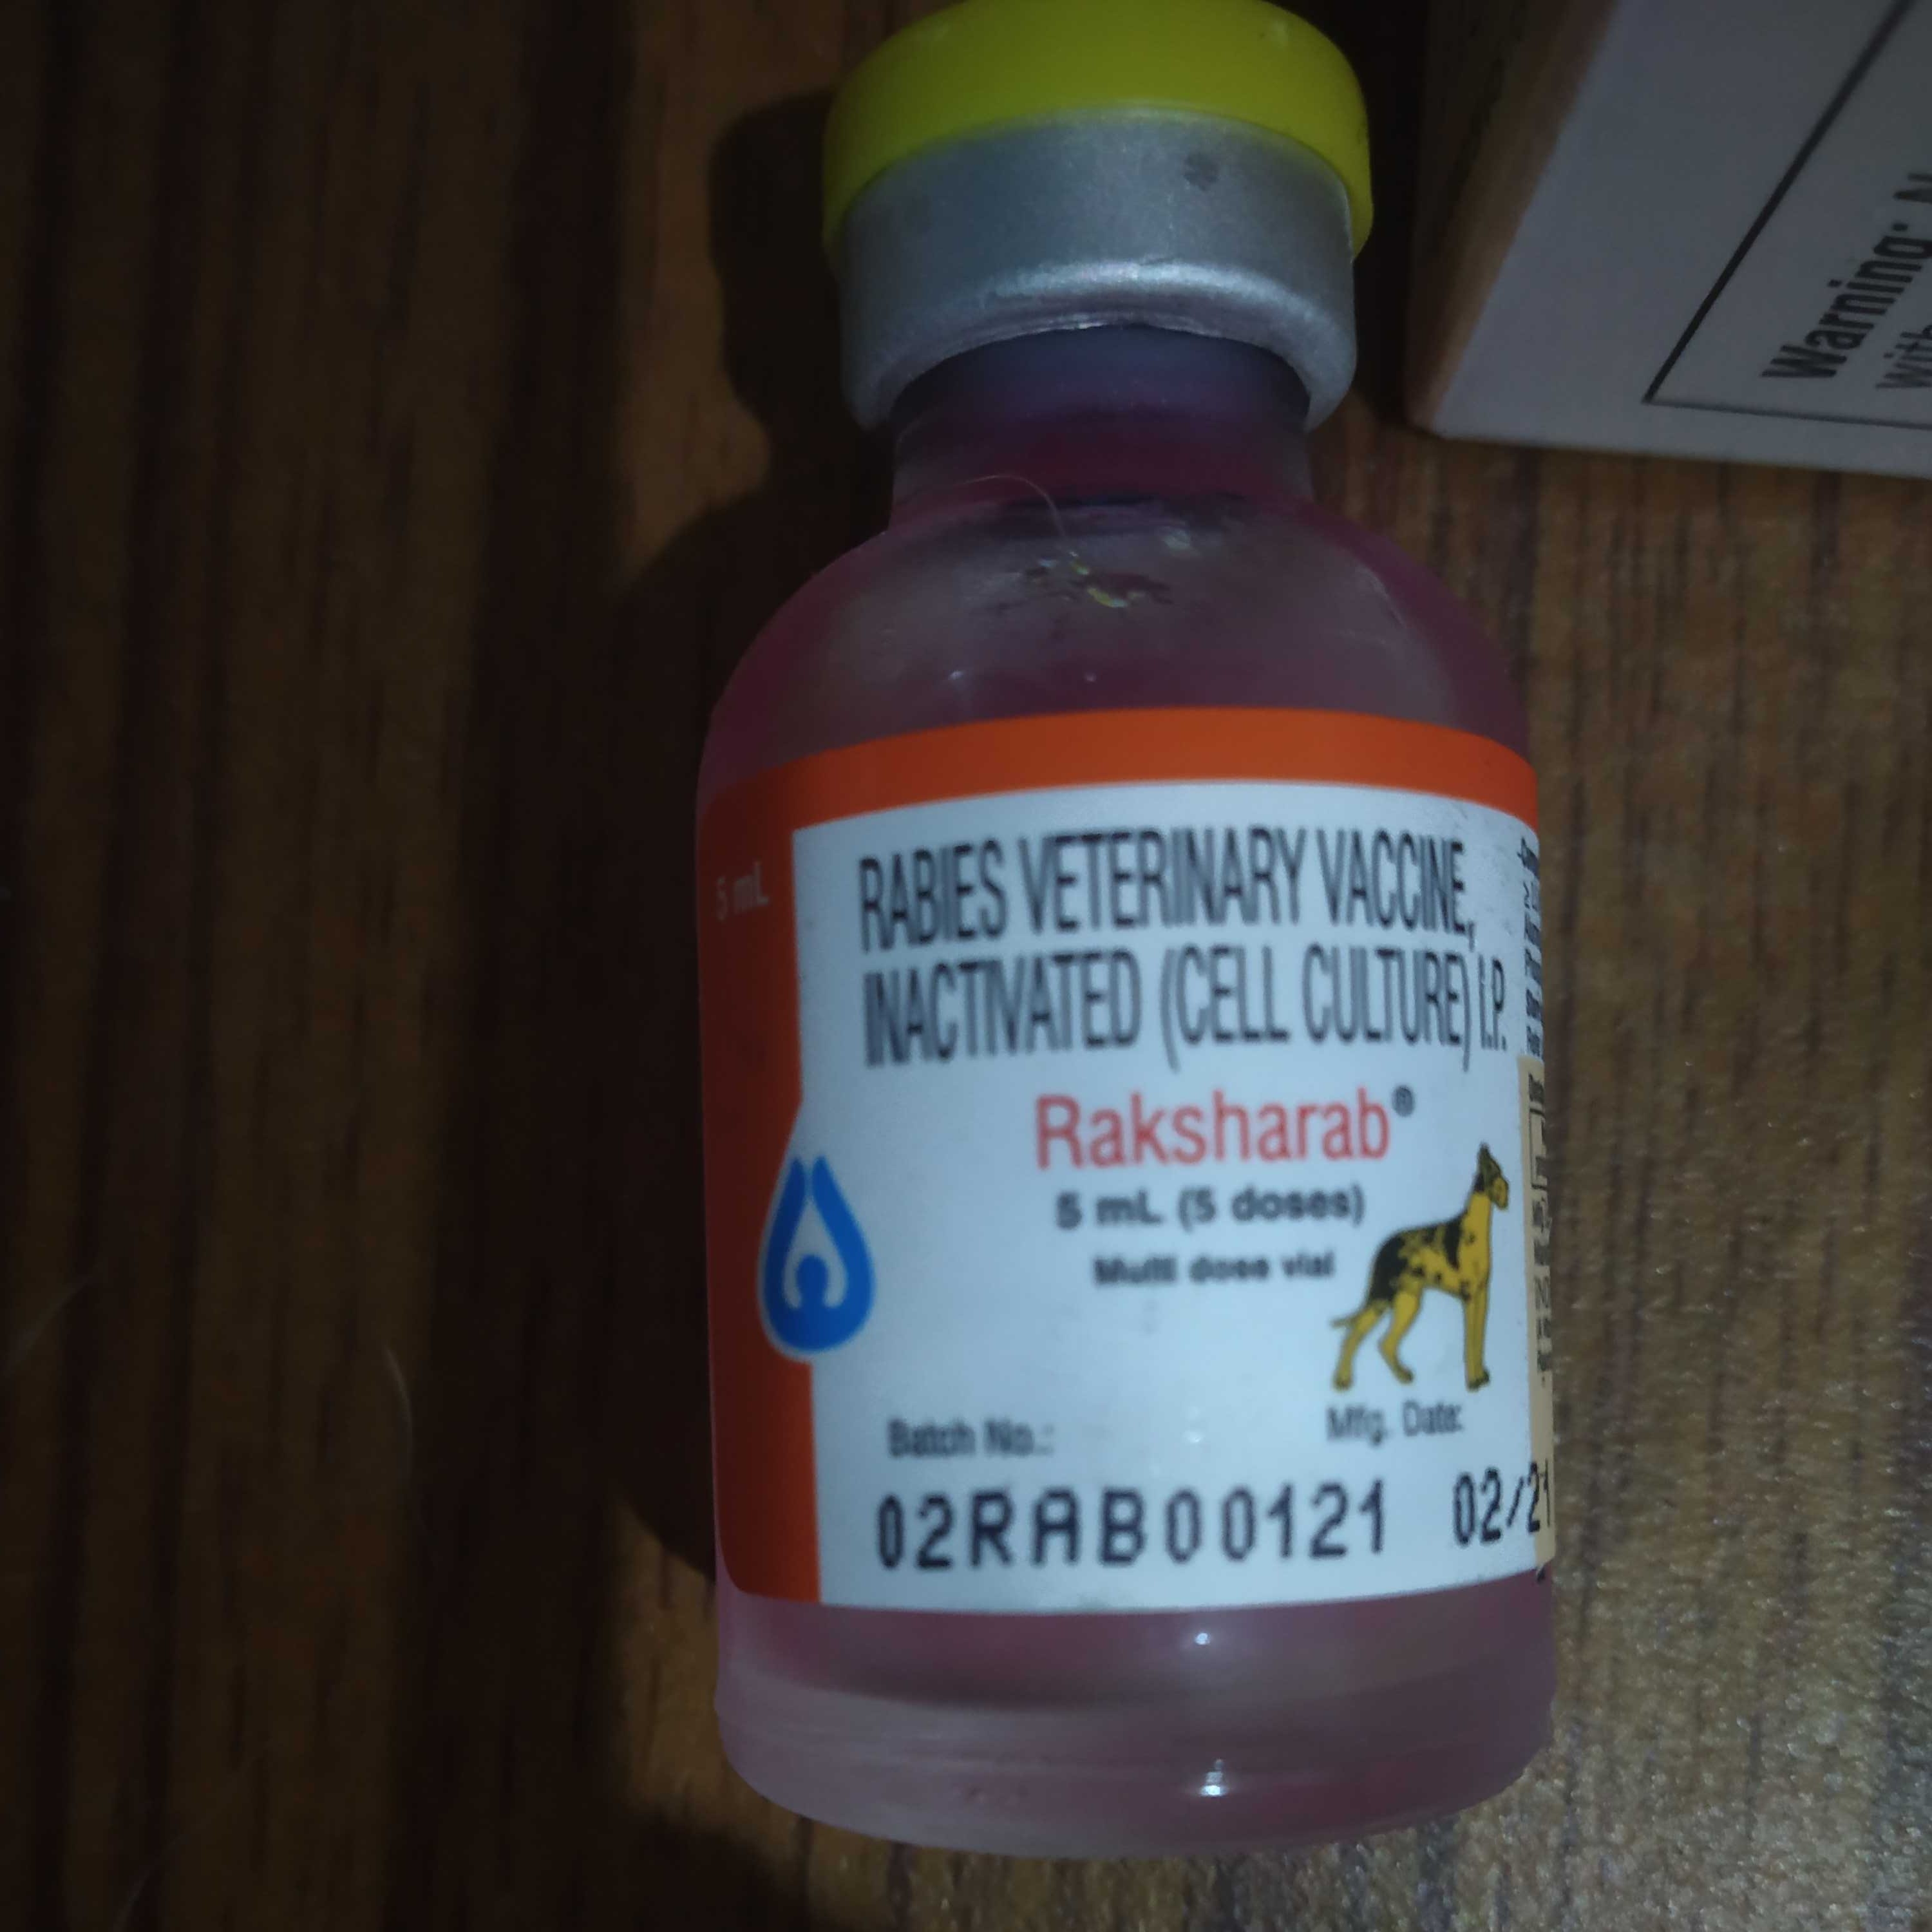 Warning:
with
5 mL
RABIES VETERINARY VACCINE,
INACTIVATED (CELL CULTURE) I.P.
Raksharab®
5 mL (5 doses)
Multi dose vial
Batch No.:
Mfg. Date:
02RAB00121
02/21